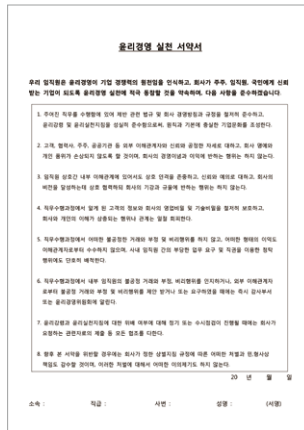 윤리경영 실천 서약서
우리 임직원은 윤리경영이 기업 경쟁력의 원천임을 인식하고, 회사가 주주, 임직원, 국민에게 신뢰
받는 기업이 되도록 윤리경영 실천에 적극 동참할 것을 약속하며, 다음 사항을 준수하겠습니다.
1. 주어진 직무를 수행함에 있어 제반 관련 법규 및 회사 경영방침과 규정을 철저히 준수하고,
윤리강령 및 윤리실천지침을 성실히 준수함으로써, 원칙과 기본에 충실한 기업문화를 조성한다.
2. 고객, 협력사, 주주, 공공기관 등 외부 이해관계자와 신뢰와 공정한 자세로 대하고, 회사 명예와
개인 품위가 손상되지 않도록 할 것이며, 회사의 경영이념과 이익에 반하는 행위는 하지 않는다.
3. 임직원 상호간 내부 이해관계에 있어서도 상호 인격을 존중하고, 신뢰와 예의로 대하고, 회사의
비전을 달성하는데 상호 협력하되 회사의 기강과 규율에 반하는 행위는 하지 않는다.
4. 직무수행과정에서 알게 된 고객의 정보와 회사의 영업비밀 및 기술비밀을 철저히 보호하고,
회사와 개인의 이해가 상충되는 행위나 관계는 일절 회피한다.
5. 직무수행과정에서 어떠한 불공정한 거래와 부정 및 비리행위를 하지 않고, 어떠한 형태의 이익도
이해관계자로부터 수수하지 않으며, 사내 임직원 간의 부당한 업무 요구 및 직권을 이용한 청탁
행위에도 단호히 배척한다.
6. 직무수행과정에서 내부 임직원의 불공정 거래와 부정, 비리행위를 인지하거나, 외부 이해관계자
로부터 불공정 거래와 부정 및 비리행위를 제안 받거나 또는 요구하였을 때에는 즉시 감사부서
또는 윤리경영위원회에 알린다.
7. 윤리강령과 윤리실천지침에 대한 위배 여부에 대해 정기 또는 수시점검이 진행될 때에는 회사가
요청하는 관련자료의 제출 등 모든 협조를 다한다.
8. 향후 본 서약을 위반할 경우에는 회사가 정한 상벌지침 규정에 따른 어떠한 처벌과 민,형사상
책임도 감수할 것이며, 이러한 처벌에 대해서 어떠한 이의제기도 하지 않는다.
20 년 월 일
소속 : 직급 : 사번 : 성명 : (서명)